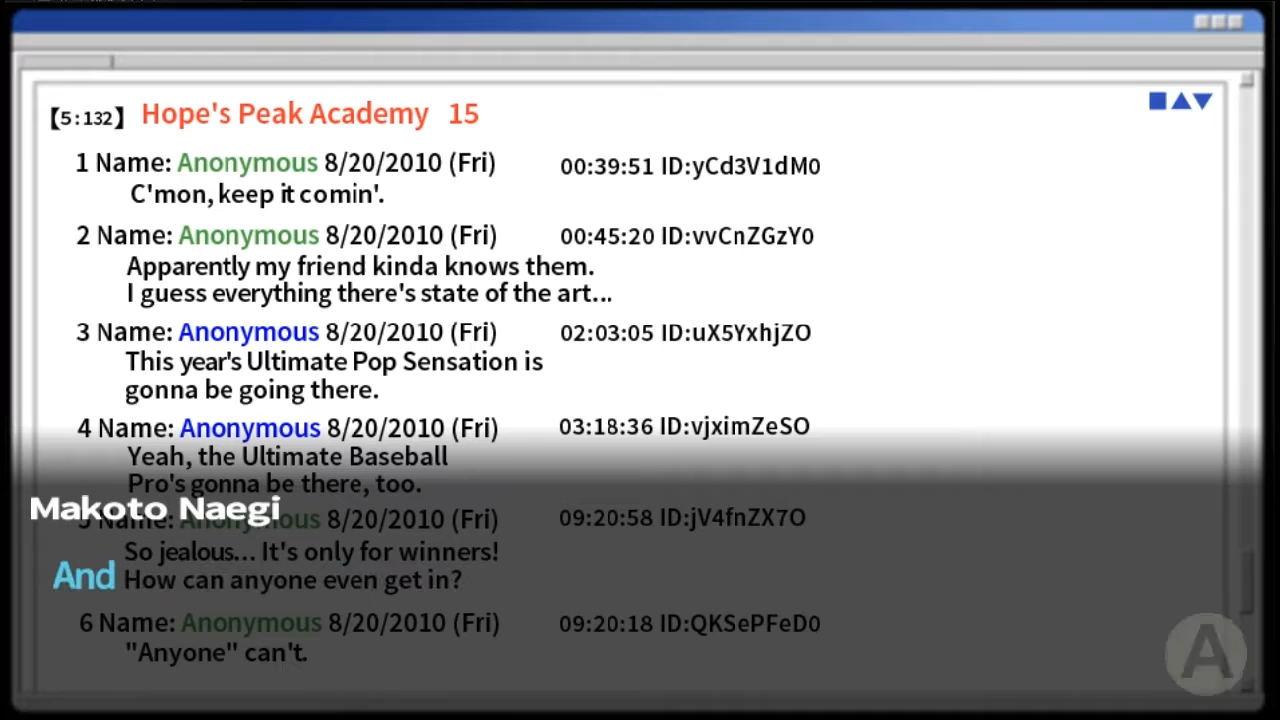 【5:132】 Hope's Peak Academy 15
1 Name: Anonymous 8/20/2010 (Fri) 00:39:51 ID:yCd3V1dM0
C'mon, keep it comin'.
2 Name: Anonymous 8/20/2010 (Fri) 00:45:20 ID:vvCnZGzY0
Apparently my friend kinda knows them.
I guess everything there's state of the art...
3 Name: Anonymous 8/20/2010 (Fri) 02:03:05 ID:uX5YxhjZO
This year's Ultimate Pop Sensation is
gonna be going there.
4 Name: Anonymous 8/20/2010 (Fri) 03:18:36 ID:vjximZeSO
Yeah, the Ultimate Baseball
Pro's gonna be there, too.
Makoto Naegi
5 Name: Anonymous 8/20/2010 (Fri) 09:20:58 ID:jV4fnZX7O
So jealous... It's only for winners!
How can anyone even get in?
And
6 Name: Anonymous 8/20/2010 (Fri) 09:20:18 ID:QKSePFeD0
"Anyone" can't.
A